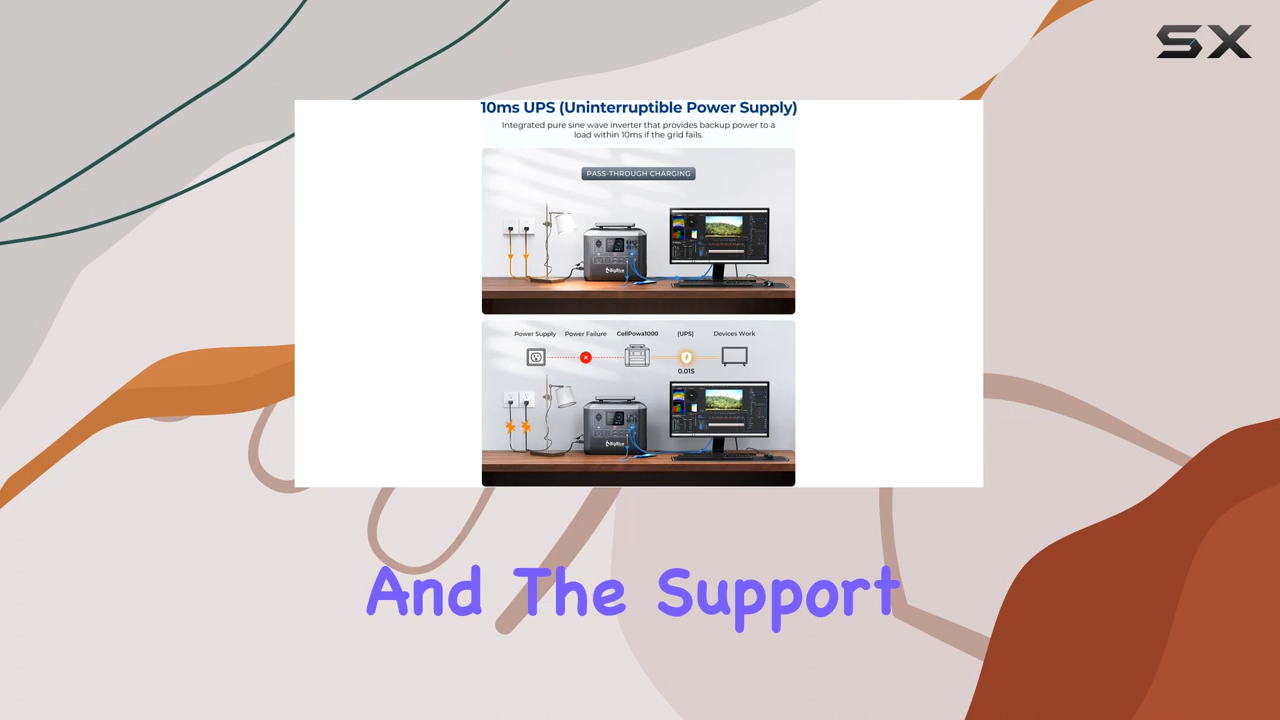 SX
10ms UPS (Uninterruptible Power Supply)
Integrated pure sine wave inverter that provides backup power to a
load within 10ms if the grid fails.
PASS-THROUGH CHARGING
BigBlue
Power Supply Power Failure CellPowa1000 (UPS) Devices Work
0.01S
BigBlue
And The Support